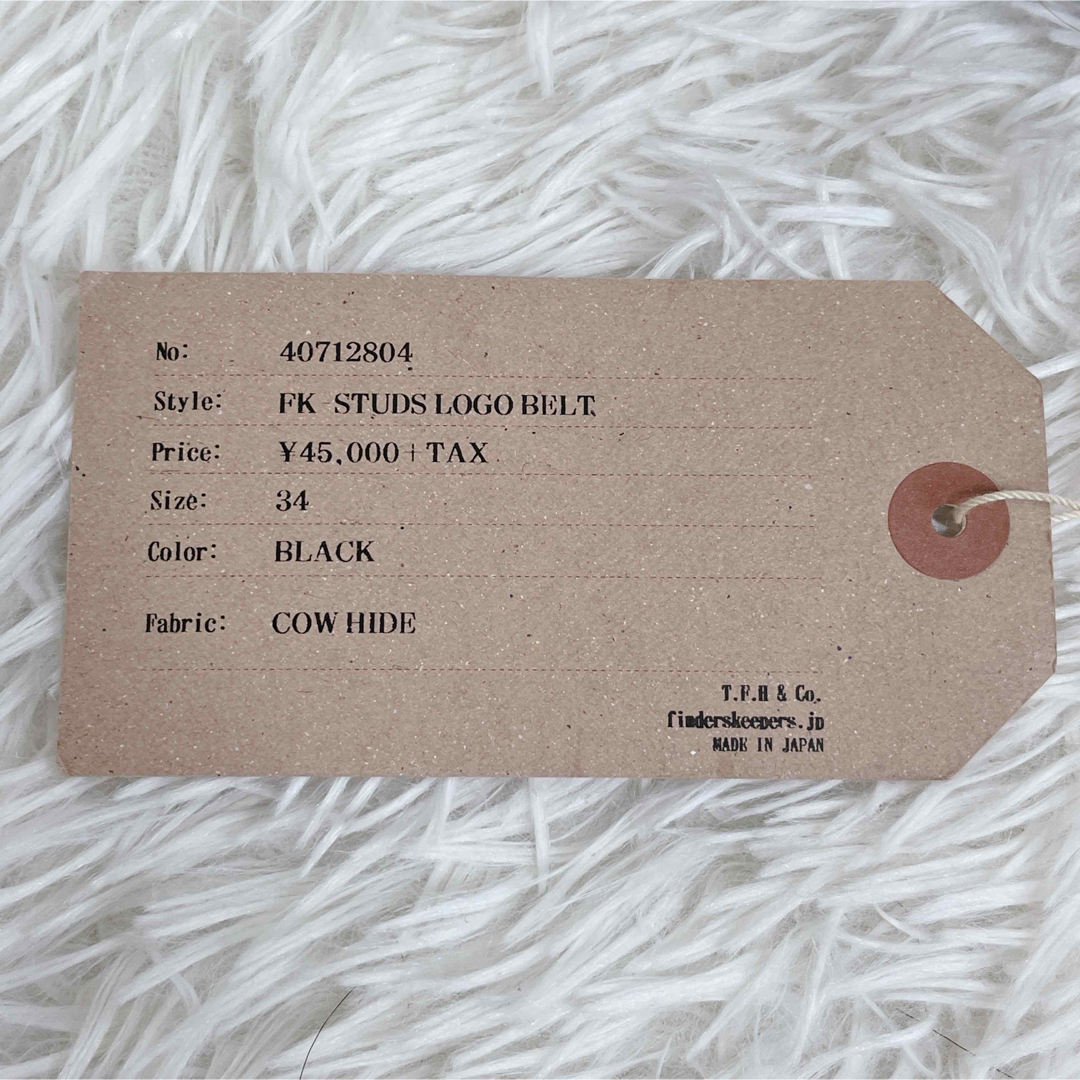 No: 40712804
Style: FK STUDS LOGO BELT
Price: ¥45,000+TAX
Size: 34
Color: BLACK
Fabric: COW HIDE
T.F.H & Co.
finderskeepers.jp
MADE IN JAPAN